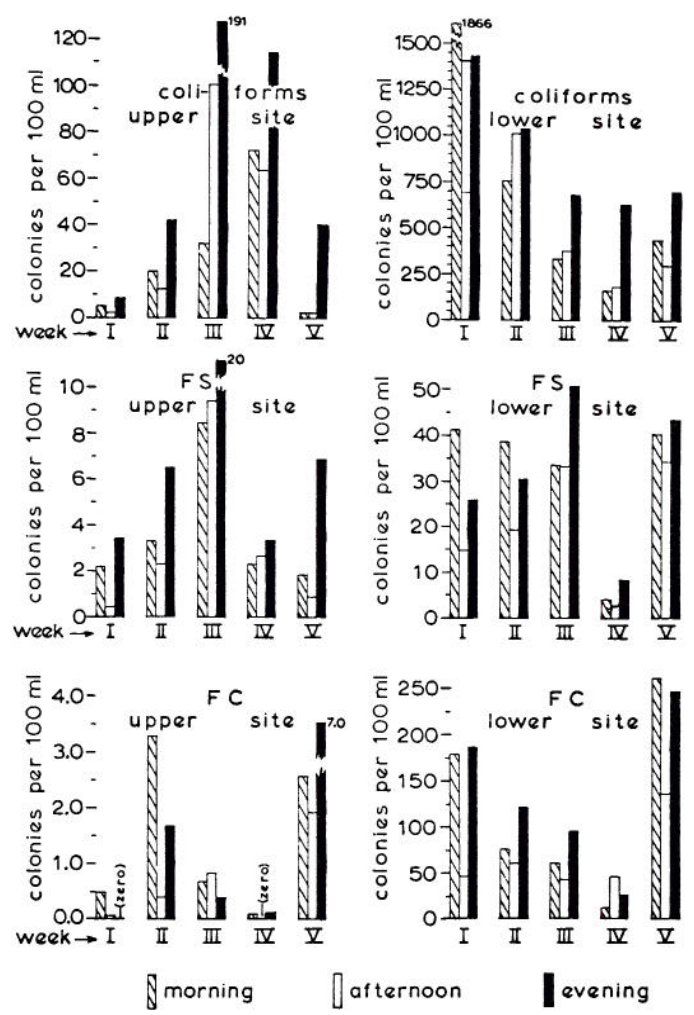 191
120
100
80
60
40
20
0
colonies per 100 ml
coli-forms
upper site
week → I II III IV V
1866
1500
1250
1000
750
500
250
0
colonies per 100 ml
coliforms
lower site
I II III IV V
20
10
8
6
4
2
0
colonies per 100 ml
FS
upper site
week → I II III IV V
50
40
30
20
10
0
colonies per 100 ml
FS
lower site
I II III IV V
4.0
3.0
2.0
1.0
0.0
colonies per 100 ml
FC
upper site
7.0
(zero)
(zero)
week → I II III IV V
250
200
150
100
50
0
colonies per 100 ml
FC
lower site
I II III IV V
morning afternoon evening